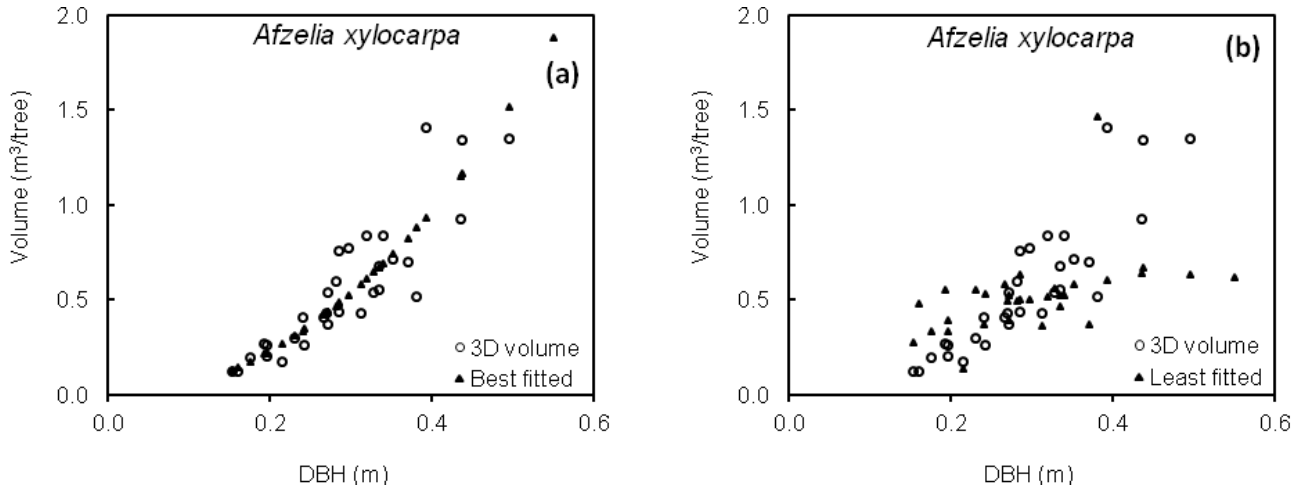 2.0
Afzelia xylocarpa
(a)
1.5
1.0
0.5
0.0
Volume (m³/tree)
3D volume
Best fitted
0.0 0.2 0.4 0.6
DBH (m)
2.0
Afzelia xylocarpa
(b)
1.5
1.0
0.5
0.0
Volume (m³/tree)
3D volume
Least fitted
0.0 0.2 0.4 0.6
DBH (m)